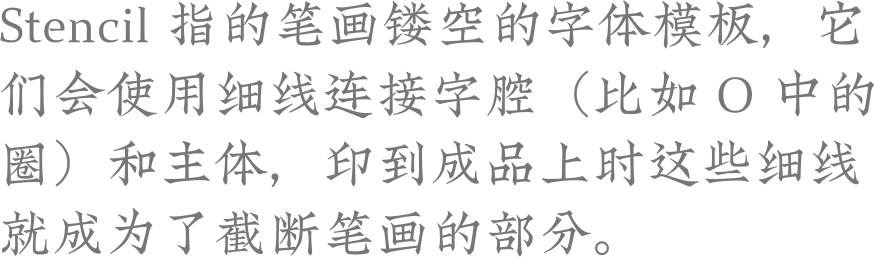 Stencil 指的笔画镂空的字体模板，它
们会使用细线连接字腔（比如 O 中的
圈）和主体，印到成品上时这些细线
就成为了截断笔画的部分。